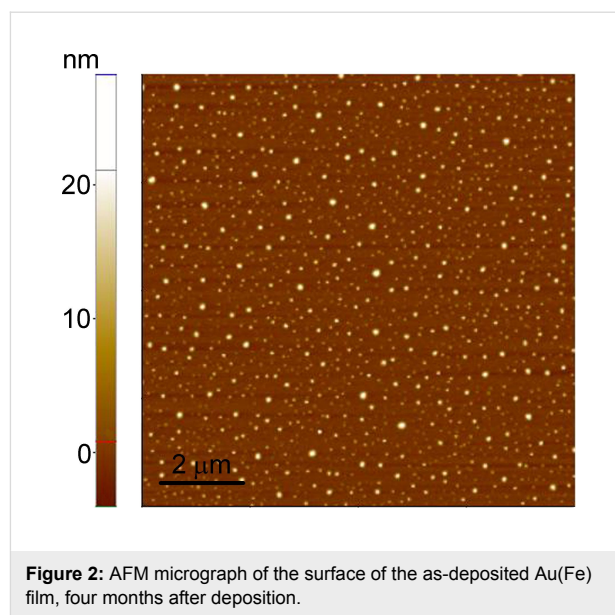 nm
20
10
0
2 μm
Figure 2: AFM micrograph of the surface of the as-deposited Au(Fe)
film, four months after deposition.